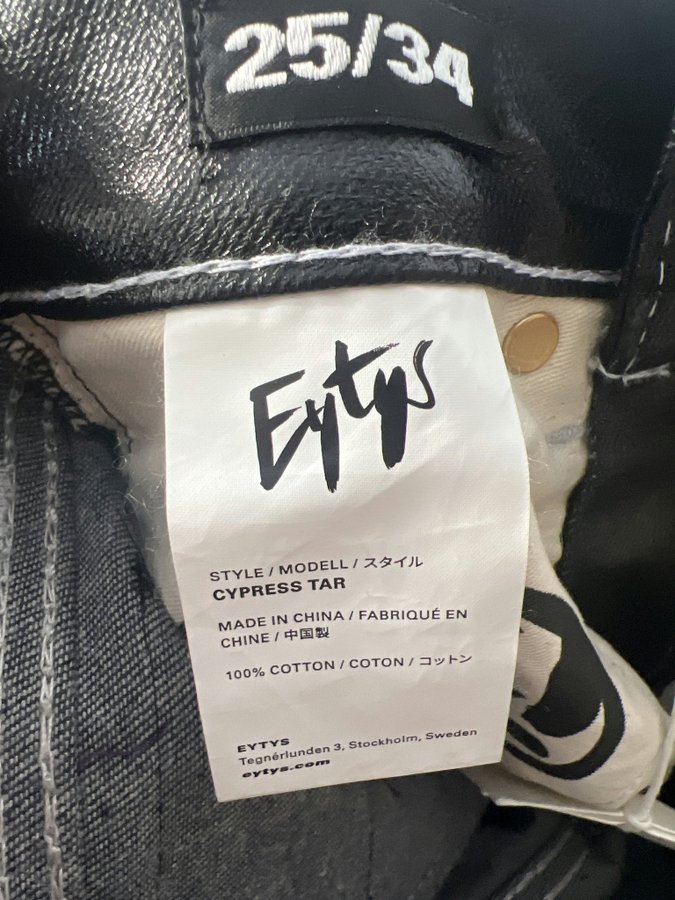 25/34
Eytys
STYLE / MODELL / スタイル
CYPRESS TAR
MADE IN CHINA / FABRIQUÉ EN
CHINE / 中国製
100% COTTON / COTON / コットン
EYTYS
Tegnérlunden 3, Stockholm, Sweden
eytys.com